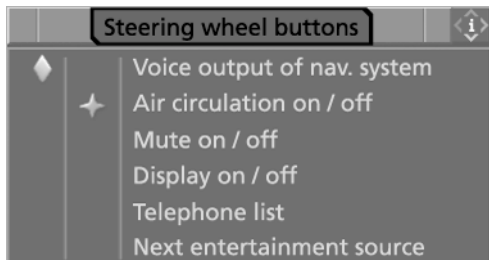 Steering wheel buttons
Voice output of nav. system
Air circulation on / off
Mute on / off
Display on / off
Telephone list
Next entertainment source